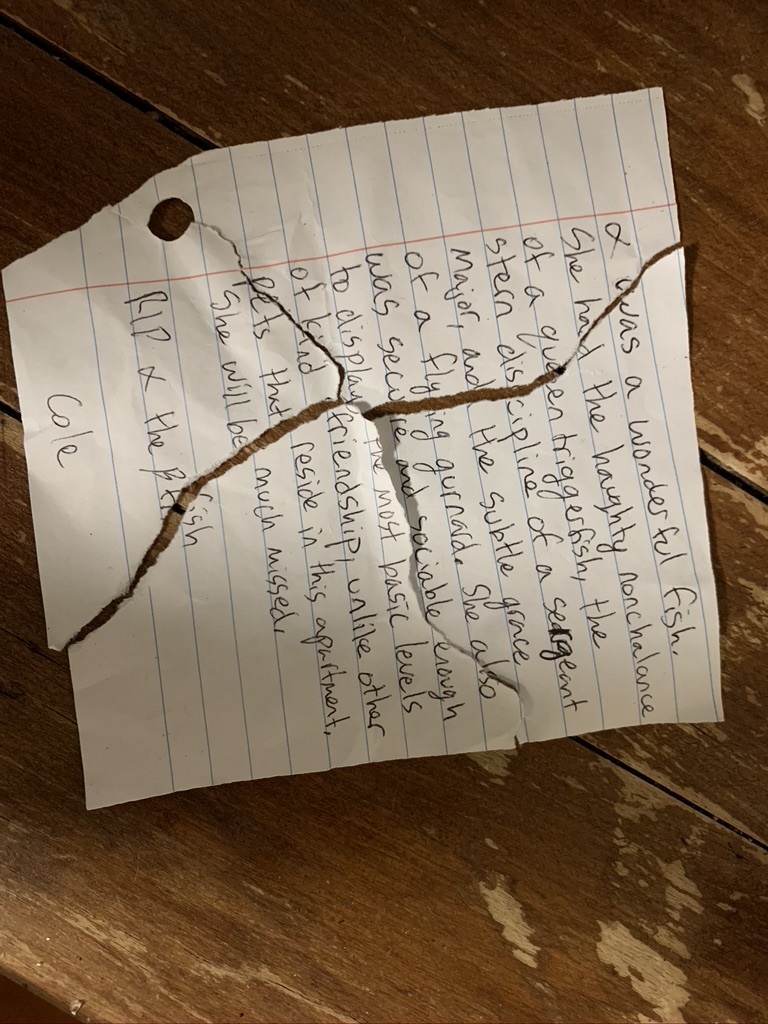 α was a wonderful fish.
She had the haughty nonchalance
of a queen triggerfish, the
stern discipline of a sergeant
major, and the subtle grace
of a flying gurnard. She also
was secure and sociable enough
to display the most basic levels
of kind friendship, unlike other
pets that reside in this apartment.
She will be much missed.
RIP α the fish
Cole